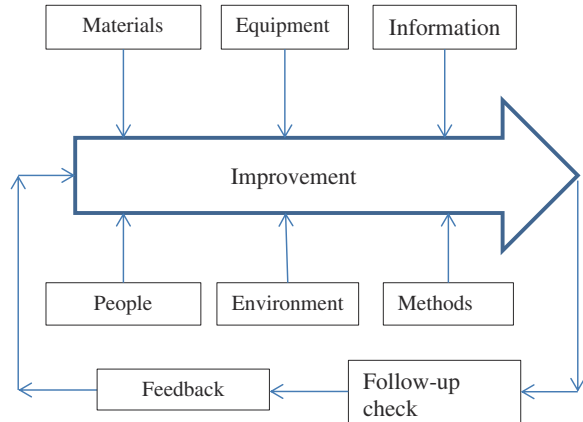 Materials
Equipment
Information
Improvement
People
Environment
Methods
Feedback
Follow-up
check